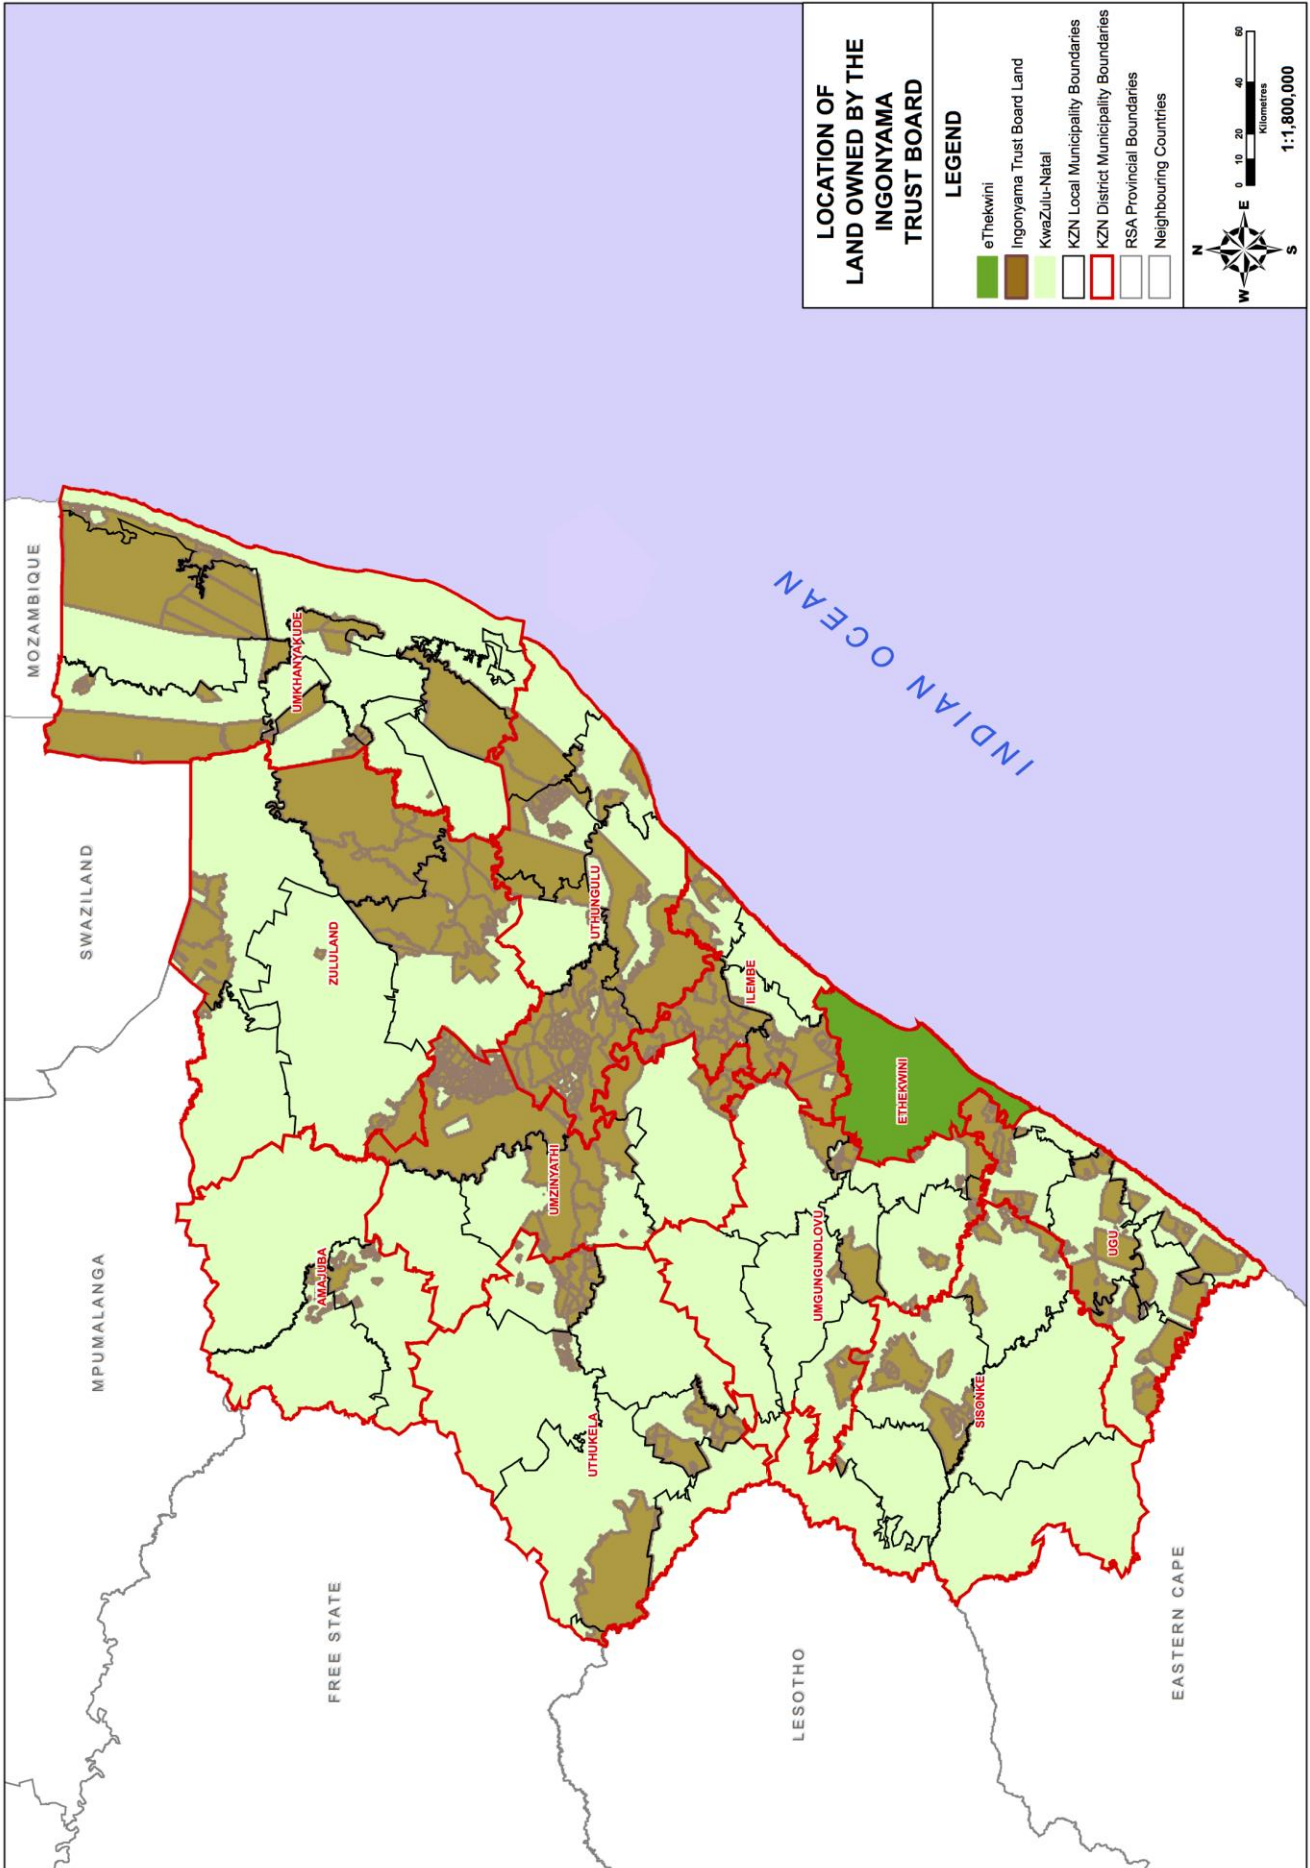 LOCATION OF
LAND OWNED BY THE
INGONYAMA
TRUST BOARD
LEGEND
eThekwini
Ingonyama Trust Board Land
KwaZulu-Natal
KZN Local Municipality Boundaries
KZN District Municipality Boundaries
RSA Provincial Boundaries
Neighbouring Countries
N
W E
S
0 10 20 40 60
Kilometres
1:1,800,000
MOZAMBIQUE
SWAZILAND
MPUMALANGA
FREE STATE
LESOTHO
EASTERN CAPE
INDIAN OCEAN
UMKHANYAKUDE
ZULULAND
UTHUNGULU
AMAJUBA
UMZINYATHI
ILEMBE
UTHUKELA
ETHEKWINI
UMGUNGUNDLOVU
SISONKE
UGU